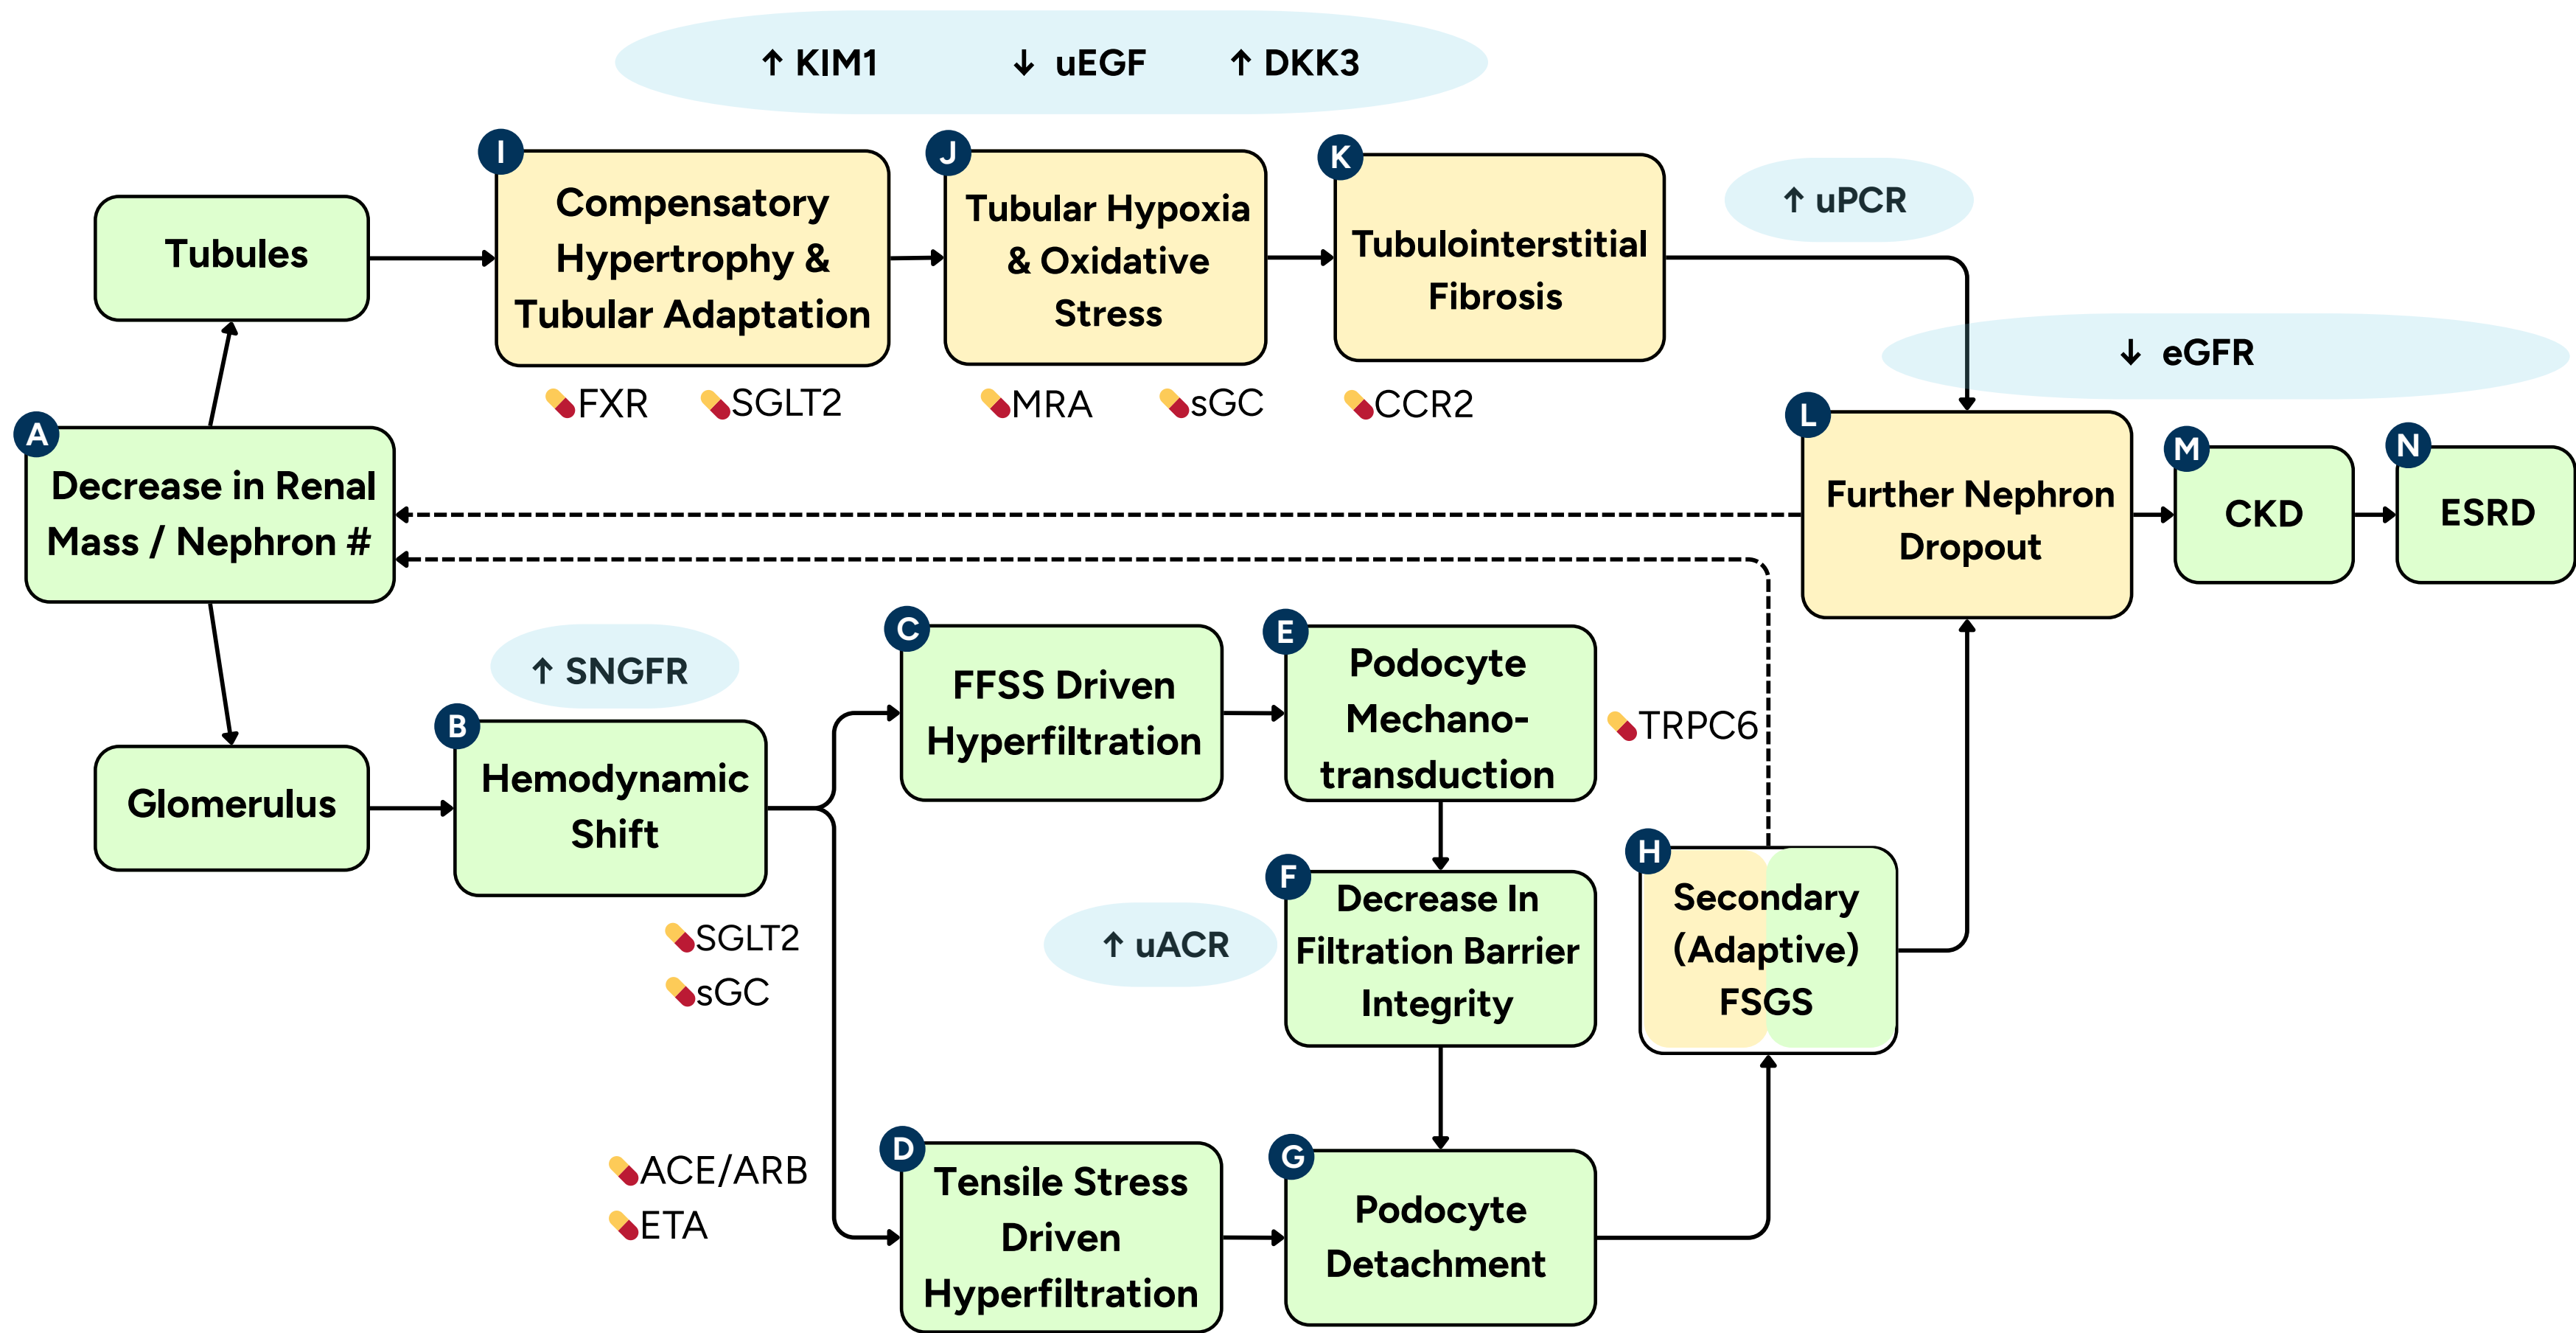 ↑ KIM1
↓ uEGF
↑ DKK3
I
Compensatory
Hypertrophy &
Tubular Adaptation
J
Tubular Hypoxia
& Oxidative
Stress
K
Tubulointerstitial
Fibrosis
↑ uPCR
Tubules
FXR
SGLT2
MRA
sGC
CCR2
↓ eGFR
A
Decrease in Renal
Mass / Nephron #
L
Further Nephron
Dropout
M
CKD
N
ESRD
↑ SNGFR
Glomerulus
B
Hemodynamic
Shift
SGLT2
sGC
C
FFSS Driven
Hyperfiltration
E
Podocyte
Mechano-
transduction
TRPC6
↑ uACR
F
Decrease In
Filtration Barrier
Integrity
H
Secondary
(Adaptive)
FSGS
ACE/ARB
ETA
D
Tensile Stress
Driven
Hyperfiltration
G
Podocyte
Detachment